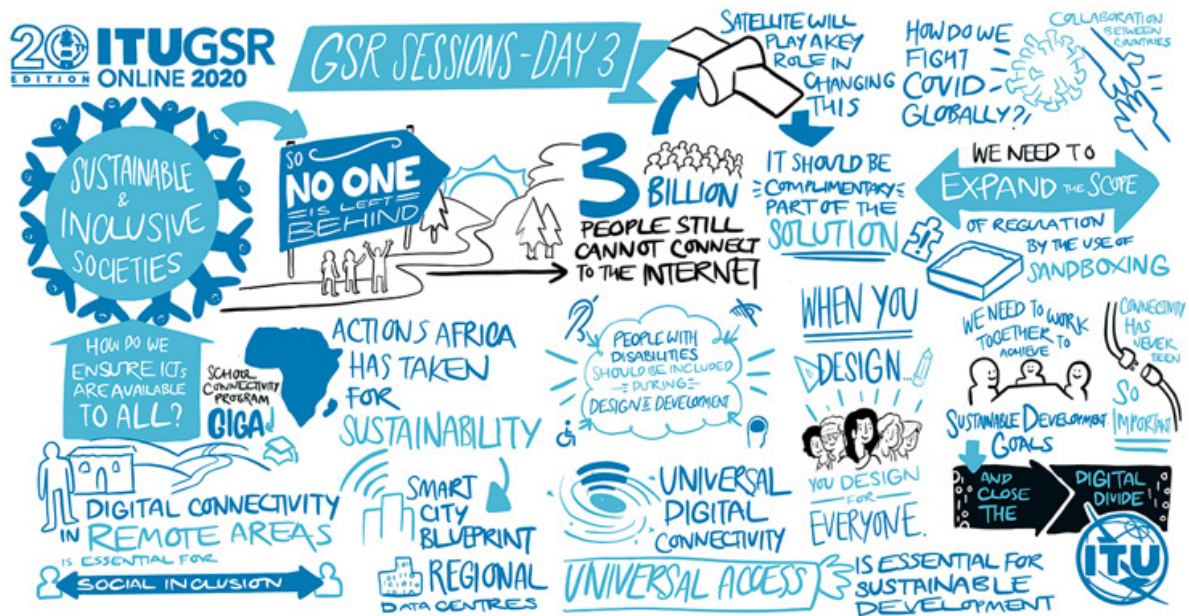 20TH
EDITION
ITUGSR
ONLINE 2020
GSR SESSIONS - DAY 3
SUSTAINABLE
&
INCLUSIVE
SOCIETIES
SO
NO ONE
IS LEFT
BEHIND
3
BILLION
PEOPLE STILL
CANNOT CONNECT
TO THE INTERNET
SATELLITE WILL
PLAY A KEY
ROLE IN
CHANGING
THIS
IT SHOULD BE
COMPLIMENTARY
PART OF THE
SOLUTION
HOW DO WE
FIGHT
COVID
GLOBALLY?!
COLLABORATION
BETWEEN
COUNTRIES
WE NEED TO
EXPAND THE SCOPE
OF REGULATION
BY THE USE OF
SANDBOXING
HOW DO WE
ENSURE ICTs
ARE AVAILABLE
TO ALL?
SCHOOL
CONNECTIVITY
PROGRAM
GIGA
ACTIONS AFRICA
HAS TAKEN
FOR
SUSTAINABILITY
SMART
CITY
BLUEPRINT
REGIONAL
DATA CENTRES
DIGITAL CONNECTIVITY
IN REMOTE AREAS
IS ESSENTIAL FOR
SOCIAL INCLUSION
PEOPLE WITH
DISABILITIES
SHOULD BE INCLUDED
DURING
DESIGN & DEVELOPMENT
UNIVERSAL
DIGITAL
CONNECTIVITY
UNIVERSAL ACCESS
IS ESSENTIAL FOR
SUSTAINABLE
DEVELOPMENT
WHEN YOU
DESIGN...
YOU DESIGN
FOR
EVERYONE.
WE NEED TO WORK
TOGETHER TO
ACHIEVE
SUSTAINABLE DEVELOPMENT
GOALS
AND
CLOSE
THE
DIGITAL
DIVIDE
CONNECTIVITY
HAS
NEVER
BEEN
SO
IMPORTANT
ITU